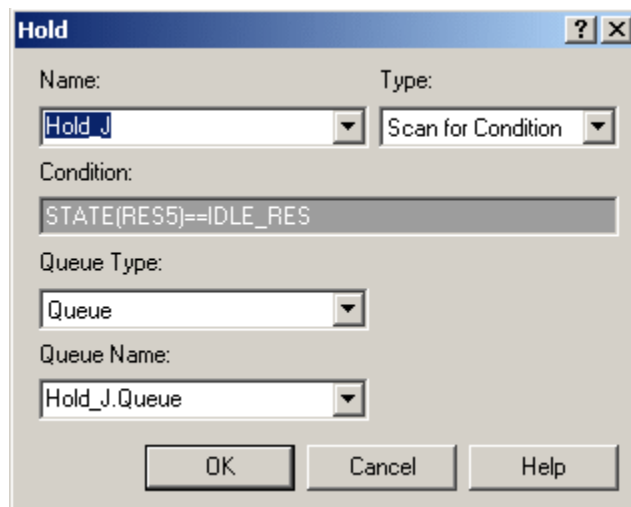 Hold
Name: Type:
Hold_J Scan for Condition
Condition:
STATE(RES5)==IDLE_RES
Queue Type:
Queue
Queue Name:
Hold_J.Queue
OK Cancel Help